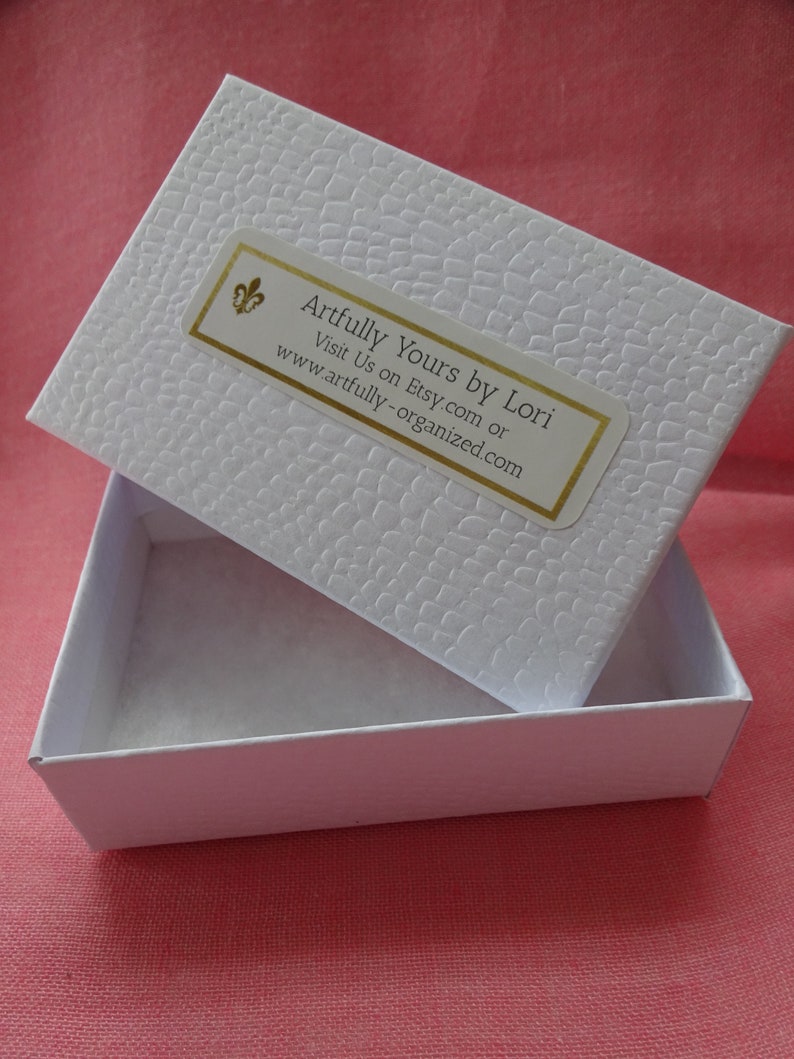 Artfully Yours by Lori
Visit Us on Etsy.com or
www.artfully-organized.com